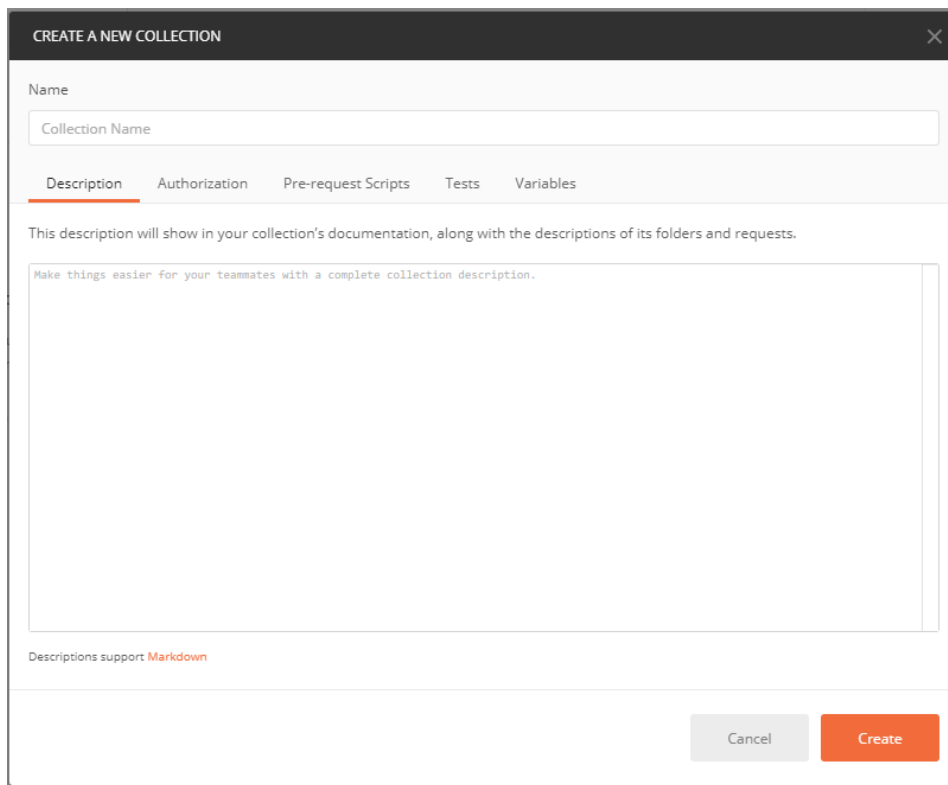 CREATE A NEW COLLECTION
Name
Collection Name
Description Authorization Pre-request Scripts Tests Variables
This description will show in your collection’s documentation, along with the descriptions of its folders and requests.
Make things easier for your teammates with a complete collection description.
Descriptions support Markdown
Cancel Create